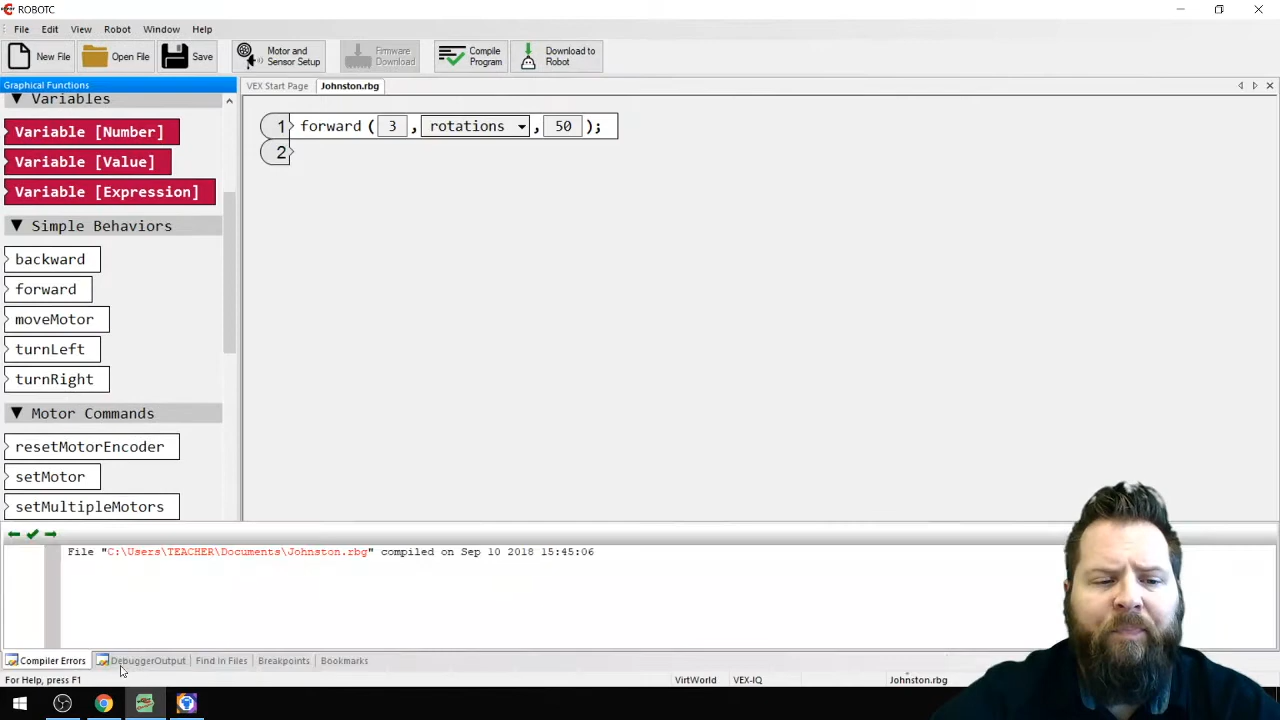 ROBOTC
File Edit View Robot Window Help
New File Open File Save Motor and Sensor Setup Firmware Download Compile Program Download to Robot
Graphical Functions
VEX Start Page Johnston.rbg
Variables
Variable [Number]
Variable [Value]
Variable [Expression]
Simple Behaviors
backward
forward
moveMotor
turnLeft
turnRight
Motor Commands
resetMotorEncoder
setMotor
setMultipleMotors
1 forward ( 3 , rotations , 50 );
2
File "C:\Users\TEACHER\Documents\Johnston.rbg" compiled on Sep 10 2018 15:45:06
Compiler Errors DebuggerOutput Find in Files Breakpoints Bookmarks
For Help, press F1 VirtWorld VEX-IQ Johnston.rbg